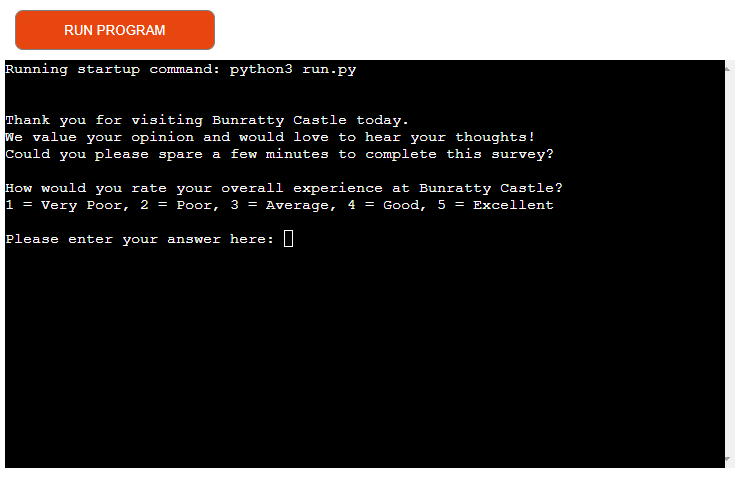 RUN PROGRAM
Running startup command: python3 run.py
Thank you for visiting Bunratty Castle today.
We value your opinion and would love to hear your thoughts!
Could you please spare a few minutes to complete this survey?
How would you rate your overall experience at Bunratty Castle?
1 = Very Poor, 2 = Poor, 3 = Average, 4 = Good, 5 = Excellent
Please enter your answer here: